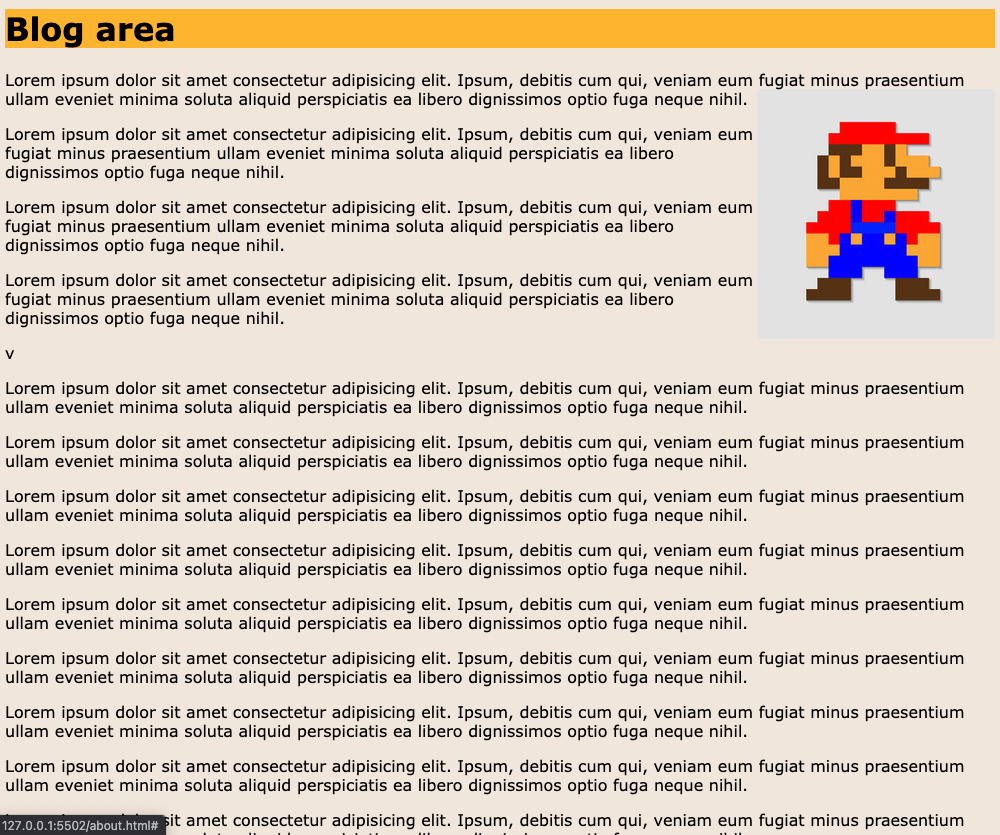 Blog area
Lorem ipsum dolor sit amet consectetur adipisicing elit. Ipsum, debitis cum qui, veniam eum fugiat minus praesentium
ullam eveniet minima soluta aliquid perspiciatis ea libero dignissimos optio fuga neque nihil.
Lorem ipsum dolor sit amet consectetur adipisicing elit. Ipsum, debitis cum qui, veniam eum
fugiat minus praesentium ullam eveniet minima soluta aliquid perspiciatis ea libero
dignissimos optio fuga neque nihil.
Lorem ipsum dolor sit amet consectetur adipisicing elit. Ipsum, debitis cum qui, veniam eum
fugiat minus praesentium ullam eveniet minima soluta aliquid perspiciatis ea libero
dignissimos optio fuga neque nihil.
Lorem ipsum dolor sit amet consectetur adipisicing elit. Ipsum, debitis cum qui, veniam eum
fugiat minus praesentium ullam eveniet minima soluta aliquid perspiciatis ea libero
dignissimos optio fuga neque nihil.
v
Lorem ipsum dolor sit amet consectetur adipisicing elit. Ipsum, debitis cum qui, veniam eum fugiat minus praesentium
ullam eveniet minima soluta aliquid perspiciatis ea libero dignissimos optio fuga neque nihil.
Lorem ipsum dolor sit amet consectetur adipisicing elit. Ipsum, debitis cum qui, veniam eum fugiat minus praesentium
ullam eveniet minima soluta aliquid perspiciatis ea libero dignissimos optio fuga neque nihil.
Lorem ipsum dolor sit amet consectetur adipisicing elit. Ipsum, debitis cum qui, veniam eum fugiat minus praesentium
ullam eveniet minima soluta aliquid perspiciatis ea libero dignissimos optio fuga neque nihil.
Lorem ipsum dolor sit amet consectetur adipisicing elit. Ipsum, debitis cum qui, veniam eum fugiat minus praesentium
ullam eveniet minima soluta aliquid perspiciatis ea libero dignissimos optio fuga neque nihil.
Lorem ipsum dolor sit amet consectetur adipisicing elit. Ipsum, debitis cum qui, veniam eum fugiat minus praesentium
ullam eveniet minima soluta aliquid perspiciatis ea libero dignissimos optio fuga neque nihil.
Lorem ipsum dolor sit amet consectetur adipisicing elit. Ipsum, debitis cum qui, veniam eum fugiat minus praesentium
ullam eveniet minima soluta aliquid perspiciatis ea libero dignissimos optio fuga neque nihil.
Lorem ipsum dolor sit amet consectetur adipisicing elit. Ipsum, debitis cum qui, veniam eum fugiat minus praesentium
ullam eveniet minima soluta aliquid perspiciatis ea libero dignissimos optio fuga neque nihil.
Lorem ipsum dolor sit amet consectetur adipisicing elit. Ipsum, debitis cum qui, veniam eum fugiat minus praesentium
ullam eveniet minima soluta aliquid perspiciatis ea libero dignissimos optio fuga neque nihil.
sit amet consectetur adipisicing elit. Ipsum, debitis cum qui, veniam eum fugiat minus praesentium
127.0.0.1:5502/about.html#